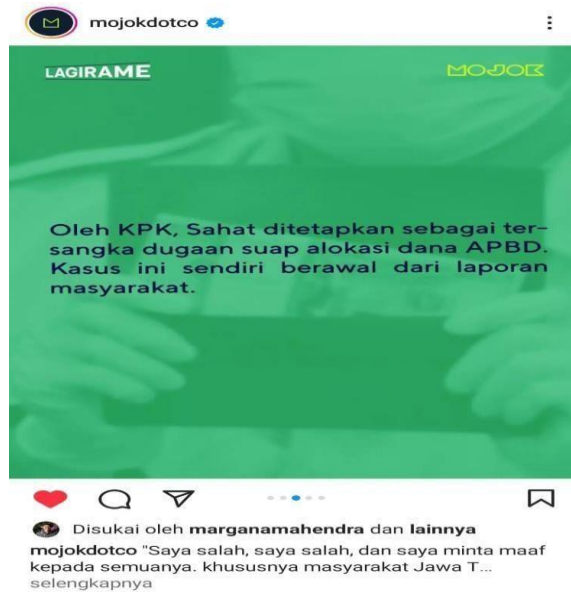 mojokdotco
LAGIRAME
MOJOK
Oleh KPK, Sahat ditetapkan sebagai ter-
sangka dugaan suap alokasi dana APBD.
Kasus ini sendiri berawal dari laporan
masyarakat.
Disukai oleh marganamahendra dan lainnya
mojokdotco "Saya salah, saya salah, dan saya minta maaf
kepada semuanya. khususnya masyarakat Jawa T...
selengkapnya